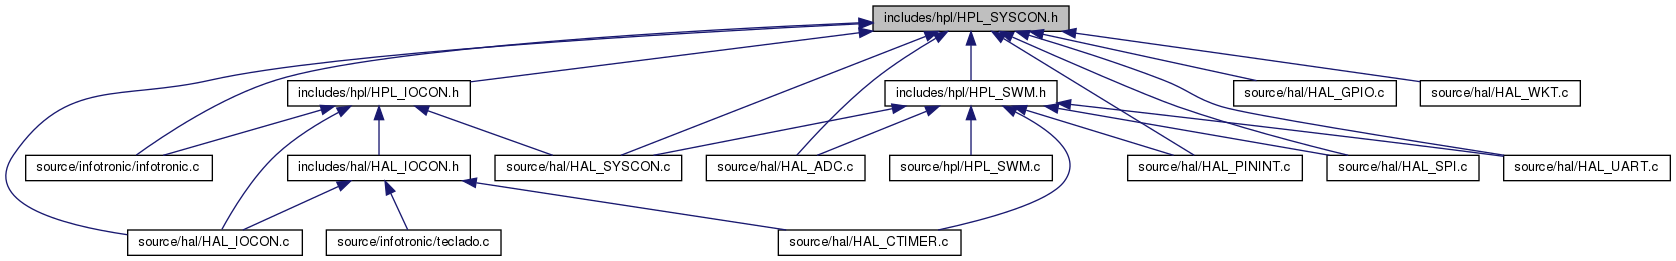 includes/hpl/HPL_SYSCON.h
includes/hpl/HPL_IOCON.h
includes/hpl/HPL_SWM.h
source/hal/HAL_GPIO.c
source/hal/HAL_WKT.c
source/infotronic/infotronic.c
includes/hal/HAL_IOCON.h
source/hal/HAL_SYSCON.c
source/hal/HAL_ADC.c
source/hpl/HPL_SWM.c
source/hal/HAL_PININT.c
source/hal/HAL_SPI.c
source/hal/HAL_UART.c
source/hal/HAL_IOCON.c
source/infotronic/teclado.c
source/hal/HAL_CTIMER.c